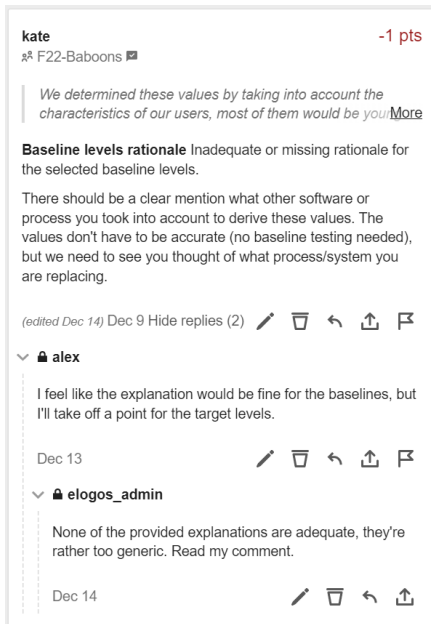 kate -1 pts
F22-Baboons
We determined these values by taking into account the
characteristics of our users, most of them would be More
Baseline levels rationale Inadequate or missing rationale for
the selected baseline levels.
There should be a clear mention what other software or
process you took into account to derive these values. The
values don't have to be accurate (no baseline testing needed),
but we need to see you thought of what process/system you
are replacing.
(edited Dec 14) Dec 9 Hide replies (2)
alex
I feel like the explanation would be fine for the baselines, but
I'll take off a point for the target levels.
Dec 13
elogos_admin
None of the provided explanations are adequate, they're
rather too generic. Read my comment.
Dec 14